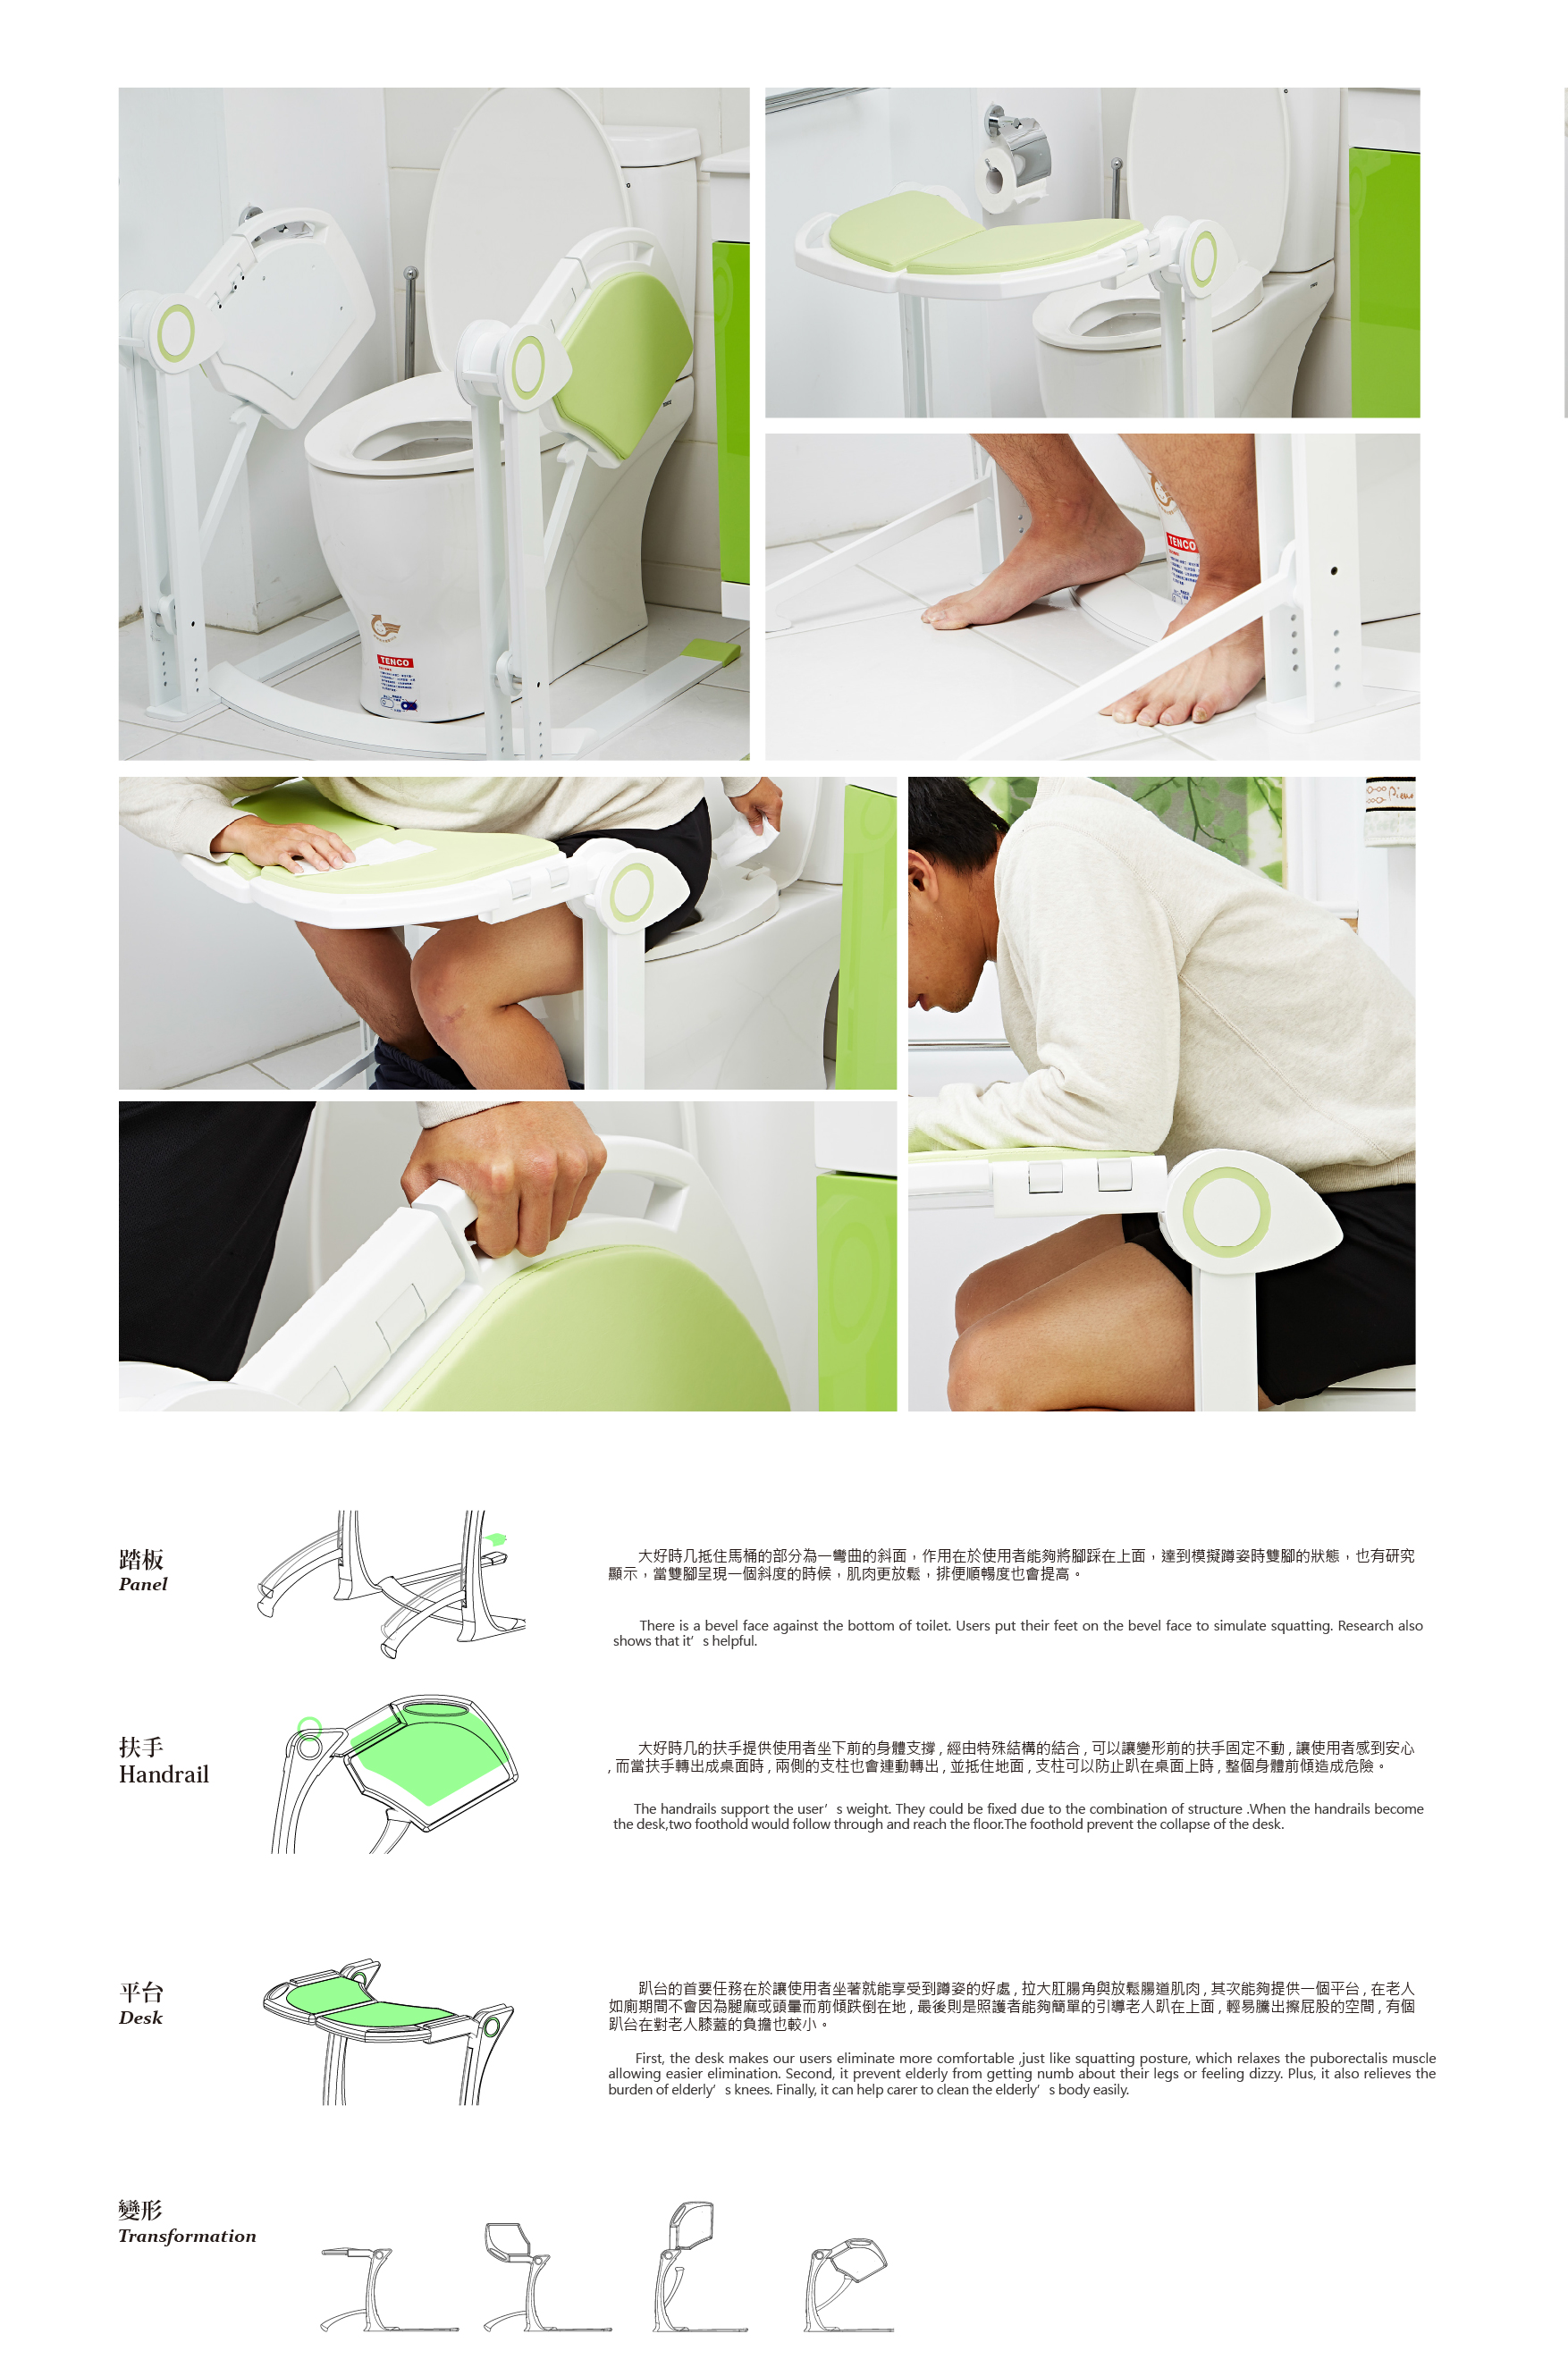 TENCO
TENCO
踏板
Panel
大好時几抵住馬桶的部分為一彎曲的斜面，作用在於使用者能夠將腳踩在上面，達到模擬蹲姿時雙腳的狀態，也有研究
顯示，當雙腳呈現一個斜度的時候，肌肉更放鬆，排便順暢度也會提高。
There is a bevel face against the bottom of toilet. Users put their feet on the bevel face to simulate squatting. Research also
shows that it’s helpful.
扶手
Handrail
大好時几的扶手提供使用者坐下前的身體支撐 , 經由特殊結構的結合 , 可以讓變形前的扶手固定不動 , 讓使用者感到安心
, 而當扶手轉出成桌面時 , 兩側的支柱也會連動轉出 , 並抵住地面 , 支柱可以防止趴在桌面上時 , 整個身體前傾造成危險。
The handrails support the user’s weight. They could be fixed due to the combination of structure .When the handrails become
the desk,two foothold would follow through and reach the floor.The foothold prevent the collapse of the desk.
平台
Desk
趴台的首要任務在於讓使用者坐著就能享受到蹲姿的好處 , 拉大肛腸角與放鬆腸道肌肉 , 其次能夠提供一個平台 , 在老人
如廁期間不會因為腿麻或頭暈而前傾跌倒在地 , 最後則是照護者能夠簡單的引導老人趴在上面 , 輕易騰出擦屁股的空間 , 有個
趴台在對老人膝蓋的負擔也較小。
First, the desk makes our users eliminate more comfortable ,just like squatting posture, which relaxes the puborectalis muscle
allowing easier elimination. Second, it prevent elderly from getting numb about their legs or feeling dizzy. Plus, it also relieves the
burden of elderly’s knees. Finally, it can help carer to clean the elderly’s body easily.
變形
Transformation